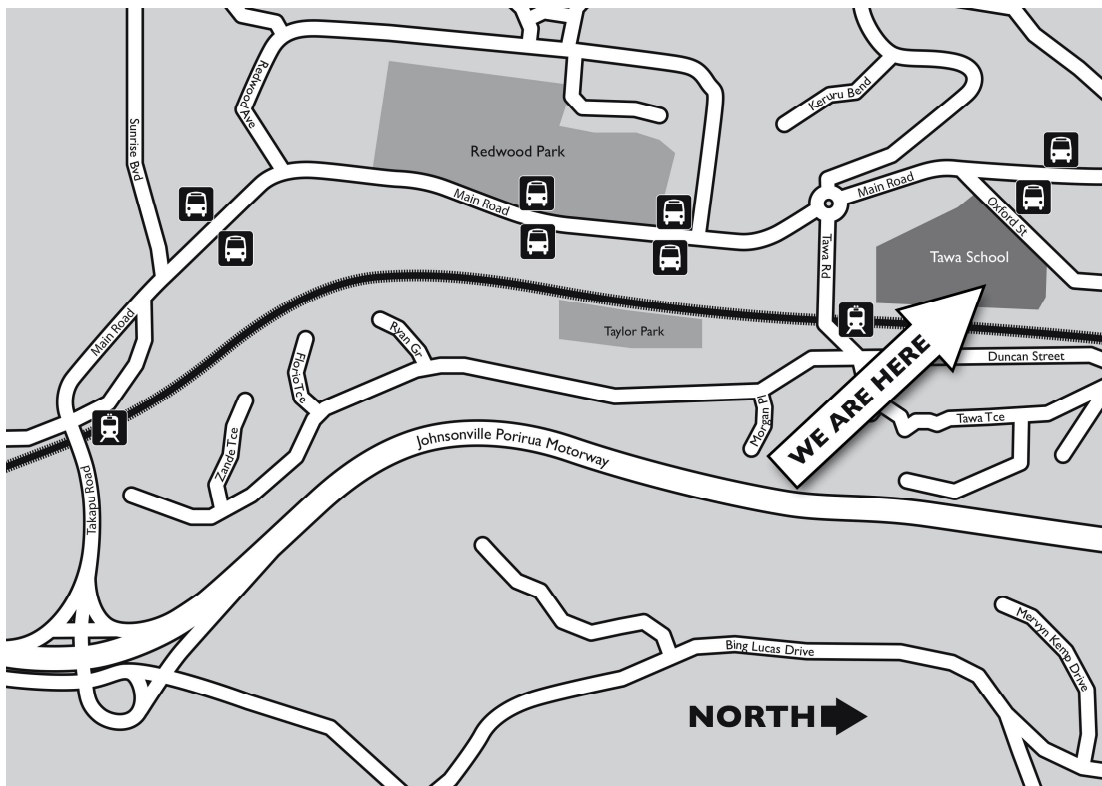 Sunrise Bvd
Redwood Ave
Redwood Park
Keruru Bend
Main Road
Main Road
Oxford St
Tawa Rd
Tawa School
Main Road
Taylor Park
Ryan Gr
Florio Tce
Duncan Street
WE ARE HERE
Morgan Pl
Tawa Tce
Zande Tce
Johnsonville Porirua Motorway
Takapu Road
Mervyn Kemp Drive
Bing Lucas Drive
NORTH